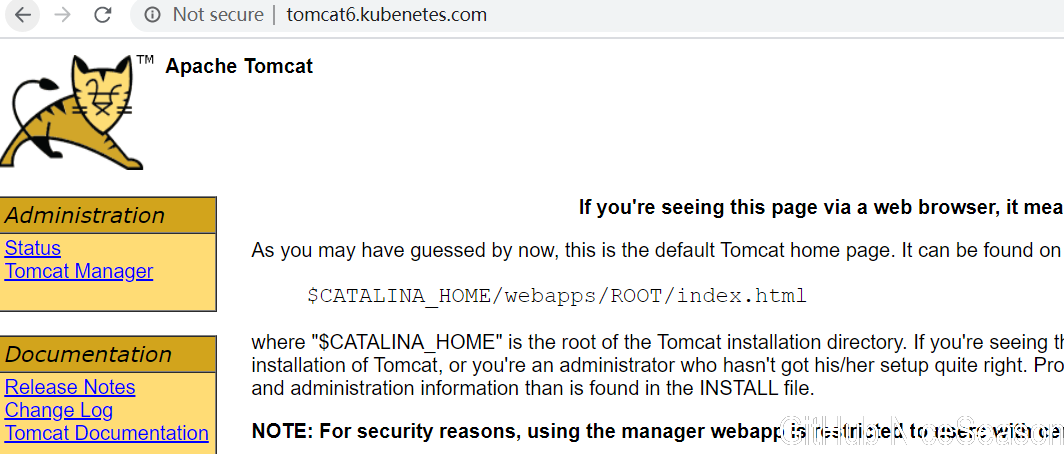 Not secure | tomcat6.kubenetes.com
TM
Apache Tomcat
Administration
Status
Tomcat Manager
Documentation
Release Notes
Change Log
Tomcat Documentation
If you're seeing this page via a web browser, it mea
As you may have guessed by now, this is the default Tomcat home page. It can be found on
$CATALINA_HOME/webapps/ROOT/index.html
where "$CATALINA_HOME" is the root of the Tomcat installation directory. If you're seeing th
installation of Tomcat, or you're an administrator who hasn't got his/her setup quite right. Pro
and administration information than is found in the INSTALL file.
NOTE: For security reasons, using the manager webapp is restricted to users with ce
GitHub NiceSeason